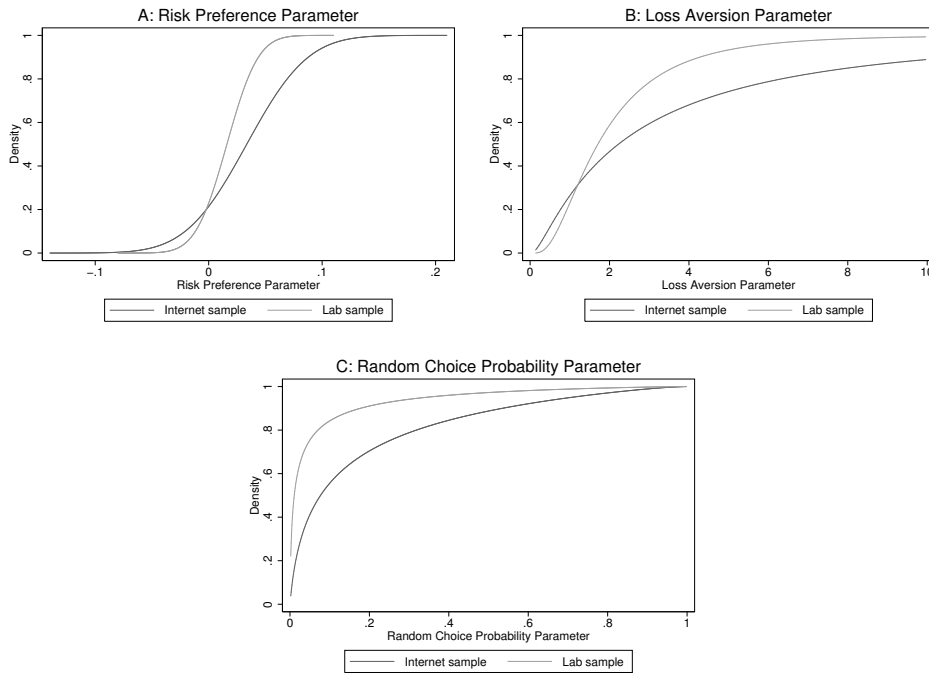 A: Risk Preference Parameter
Density
0 .2 .4 .6 .8 1
−.1 0 .1 .2
Risk Preference Parameter
Internet sample Lab sample
B: Loss Aversion Parameter
Density
0 .2 .4 .6 .8 1
0 2 4 6 8 10
Loss Aversion Parameter
Internet sample Lab sample
C: Random Choice Probability Parameter
Density
0 .2 .4 .6 .8 1
0 .2 .4 .6 .8 1
Random Choice Probability Parameter
Internet sample Lab sample